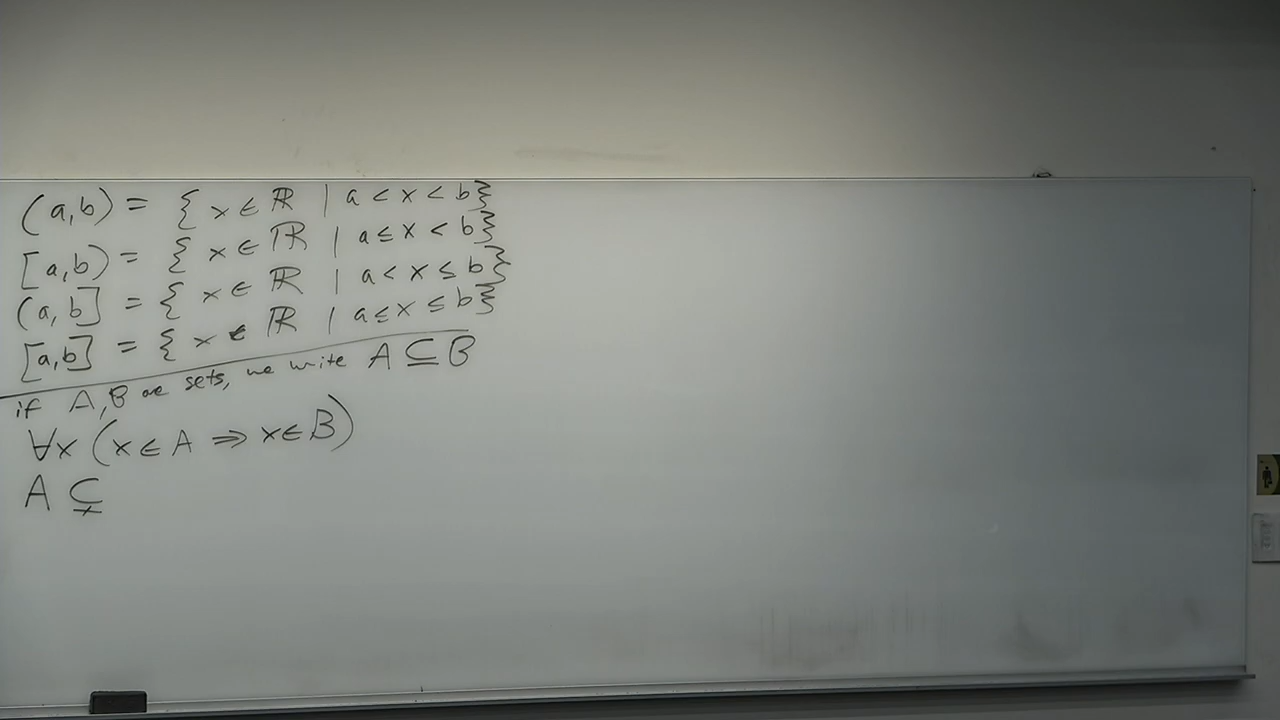 (a,b) = { x ∈ ℝ | a < x < b}
[a,b) = { x ∈ ℝ | a ≤ x < b}
(a,b] = { x ∈ ℝ | a < x ≤ b}
[a,b] = { x ∈ ℝ | a ≤ x ≤ b}
if A,B are sets, we write A ⊆ B
∀x (x ∈ A ⇒ x ∈ B)
A ⊊